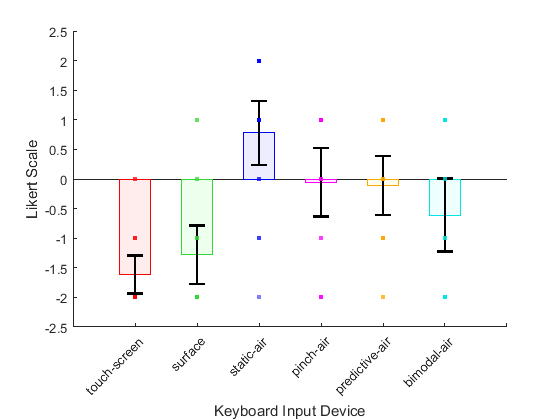 2.5
2
1.5
1
0.5
0
-0.5
-1
-1.5
-2
-2.5
Likert Scale
touch-screen
surface
static-air
pinch-air
predictive-air
bimodal-air
Keyboard Input Device